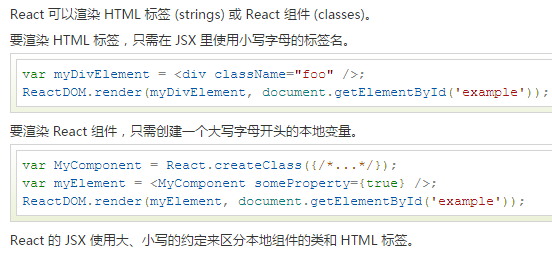 React 可以渲染 HTML 标签 (strings) 或 React 组件 (classes)。
要渲染 HTML 标签，只需在 JSX 里使用小写字母的标签名。
var myDivElement = <div className="foo" />;
ReactDOM.render(myDivElement, document.getElementById('example'));
要渲染 React 组件，只需创建一个大写字母开头的本地变量。
var MyComponent = React.createClass({/*...*/});
var myElement = <MyComponent someProperty={true} />;
ReactDOM.render(myElement, document.getElementById('example'));
React 的 JSX 使用大、小写的约定来区分本地组件的类和 HTML 标签。